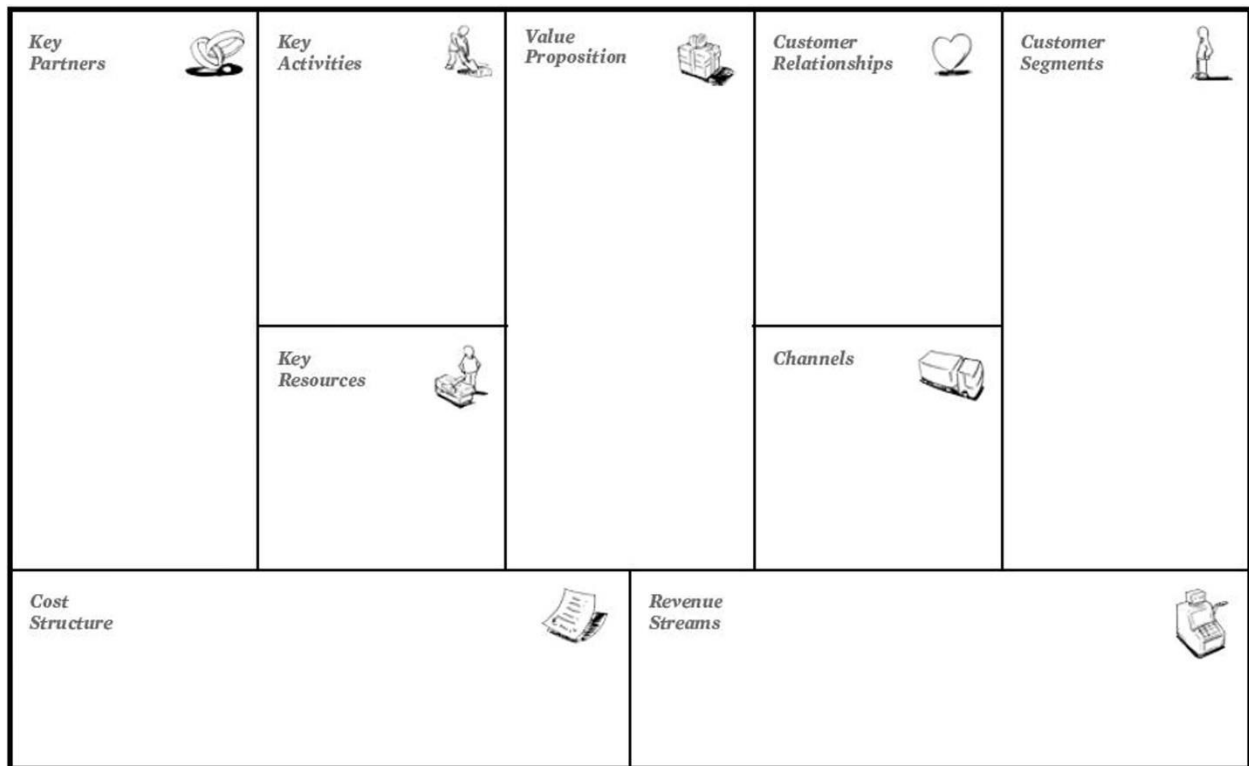 Key
Partners
Key
Activities
Value
Proposition
Customer
Relationships
Customer
Segments
Key
Resources
Channels
Cost
Structure
Revenue
Streams